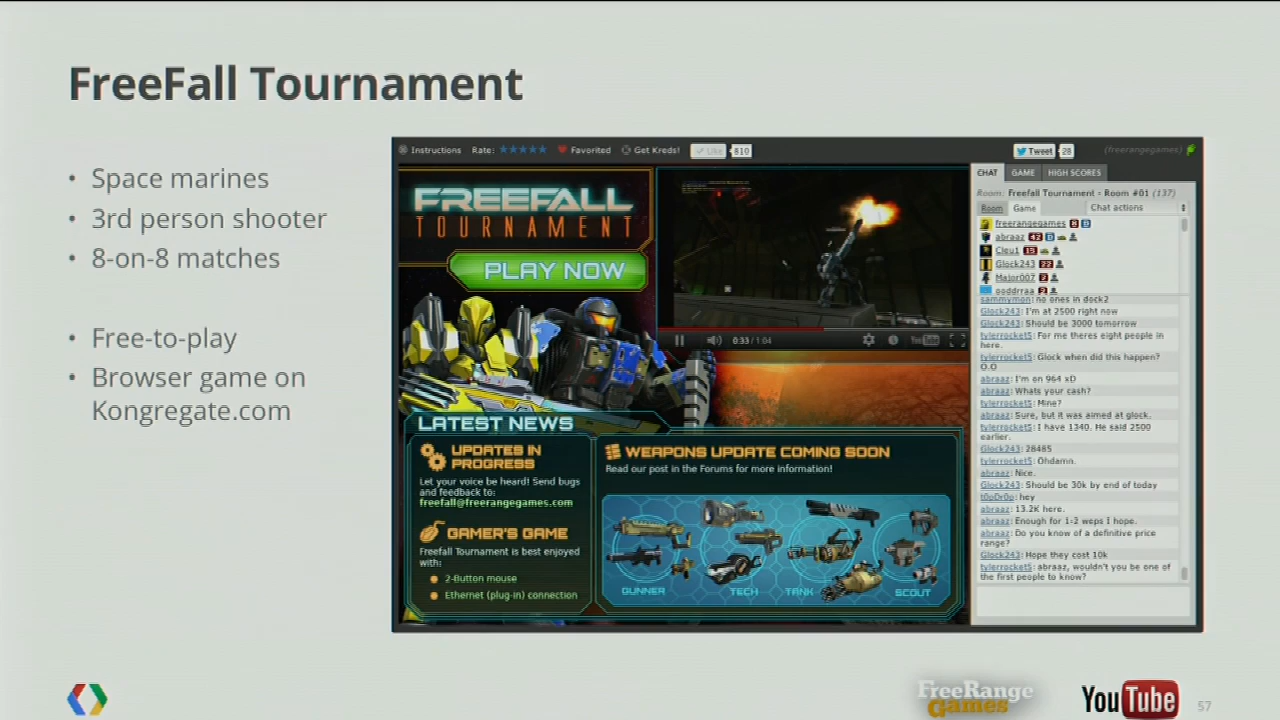 FreeFall Tournament
• Space marines
• 3rd person shooter
• 8-on-8 matches
• Free-to-play
• Browser game on
Kongregate.com
Instructions Rate: Favorited Get Kreds! Like 810
Tweet 28 (freerangegames)
FREEFALL
TOURNAMENT
PLAY NOW
0:33 / 1:04 YouTube
LATEST NEWS
UPDATES IN
PROGRESS
Let your voice be heard! Send bugs
and feedback to:
freefall@freerangegames.com
GAMER'S GAME
Freefall Tournament is best enjoyed
with:
2-Button mouse
Ethernet (plug-in) connection
WEAPONS UPDATE COMING SOON
Read our post in the Forums for more information!
GUNNER TECH TANK SCOUT
CHAT GAME HIGH SCORES
Room: Freefall Tournament - Room #01 (137)
Room Game Chat actions
freerangegames 8 D
abraaz 42
Cleu1 15
Glock243 22
Major007
sammymon: no ones in dock2
Glock243: I'm at 2500 right now
Glock243: Should be 3000 tomorrow
tylerrocket5: For me theres eight people in
here.
tylerrocket5: Glock when did this happen?
O.O
abraaz: I'm on 964 xD
abraaz: Whats your cash?
tylerrocket5: Mine?
abraaz: Sure, but it was aimed at glock.
tylerrocket5: I have 1340. He said 2500
earlier.
Glock243: 28485
tylerrocket5: Ohdamn.
abraaz: Nice.
Glock243: Should be 30k by end of today
t0pDr0p: hey
abraaz: 13.2K here.
abraaz: Enough for 1-2 weps I hope.
abraaz: Do you know of a definitive price
range?
Glock243: Hope they cost 10k
tylerrocket5: abraaz, wouldn't you be one of
the first people to know?
FreeRange
Games
YouTube
57